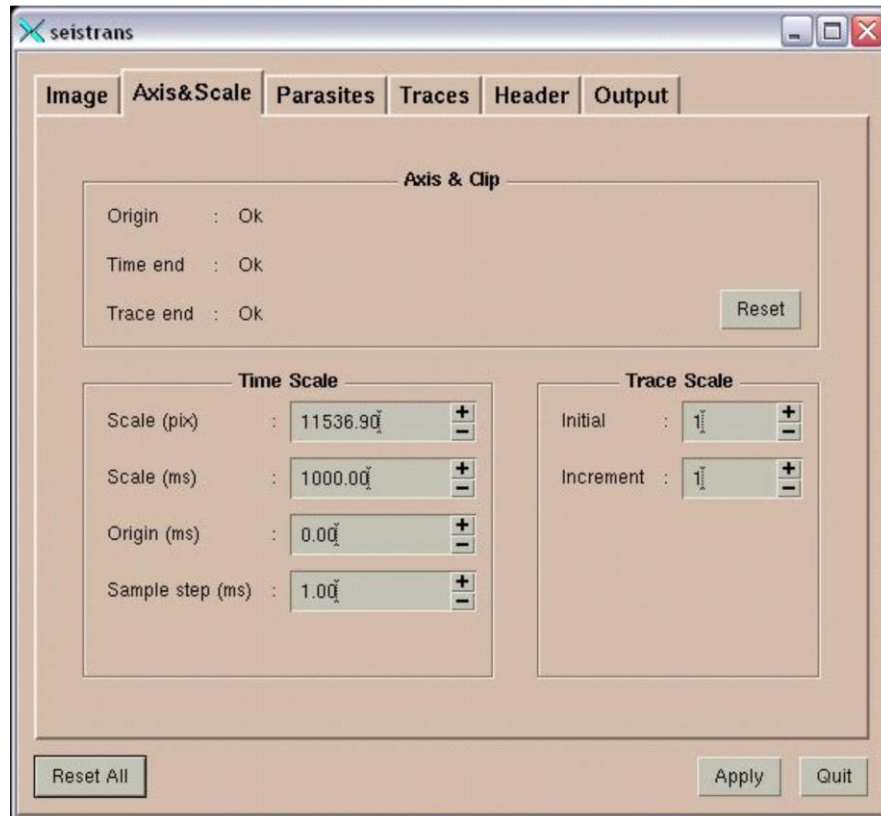 seistrans
Image Axis&Scale Parasites Traces Header Output
Axis & Clip
Origin : Ok
Time end : Ok
Trace end : Ok
Reset
Time Scale
Scale (pix) : 11536.90
Scale (ms) : 1000.00
Origin (ms) : 0.00
Sample step (ms) : 1.00
Trace Scale
Initial : 1
Increment : 1
Reset All
Apply
Quit